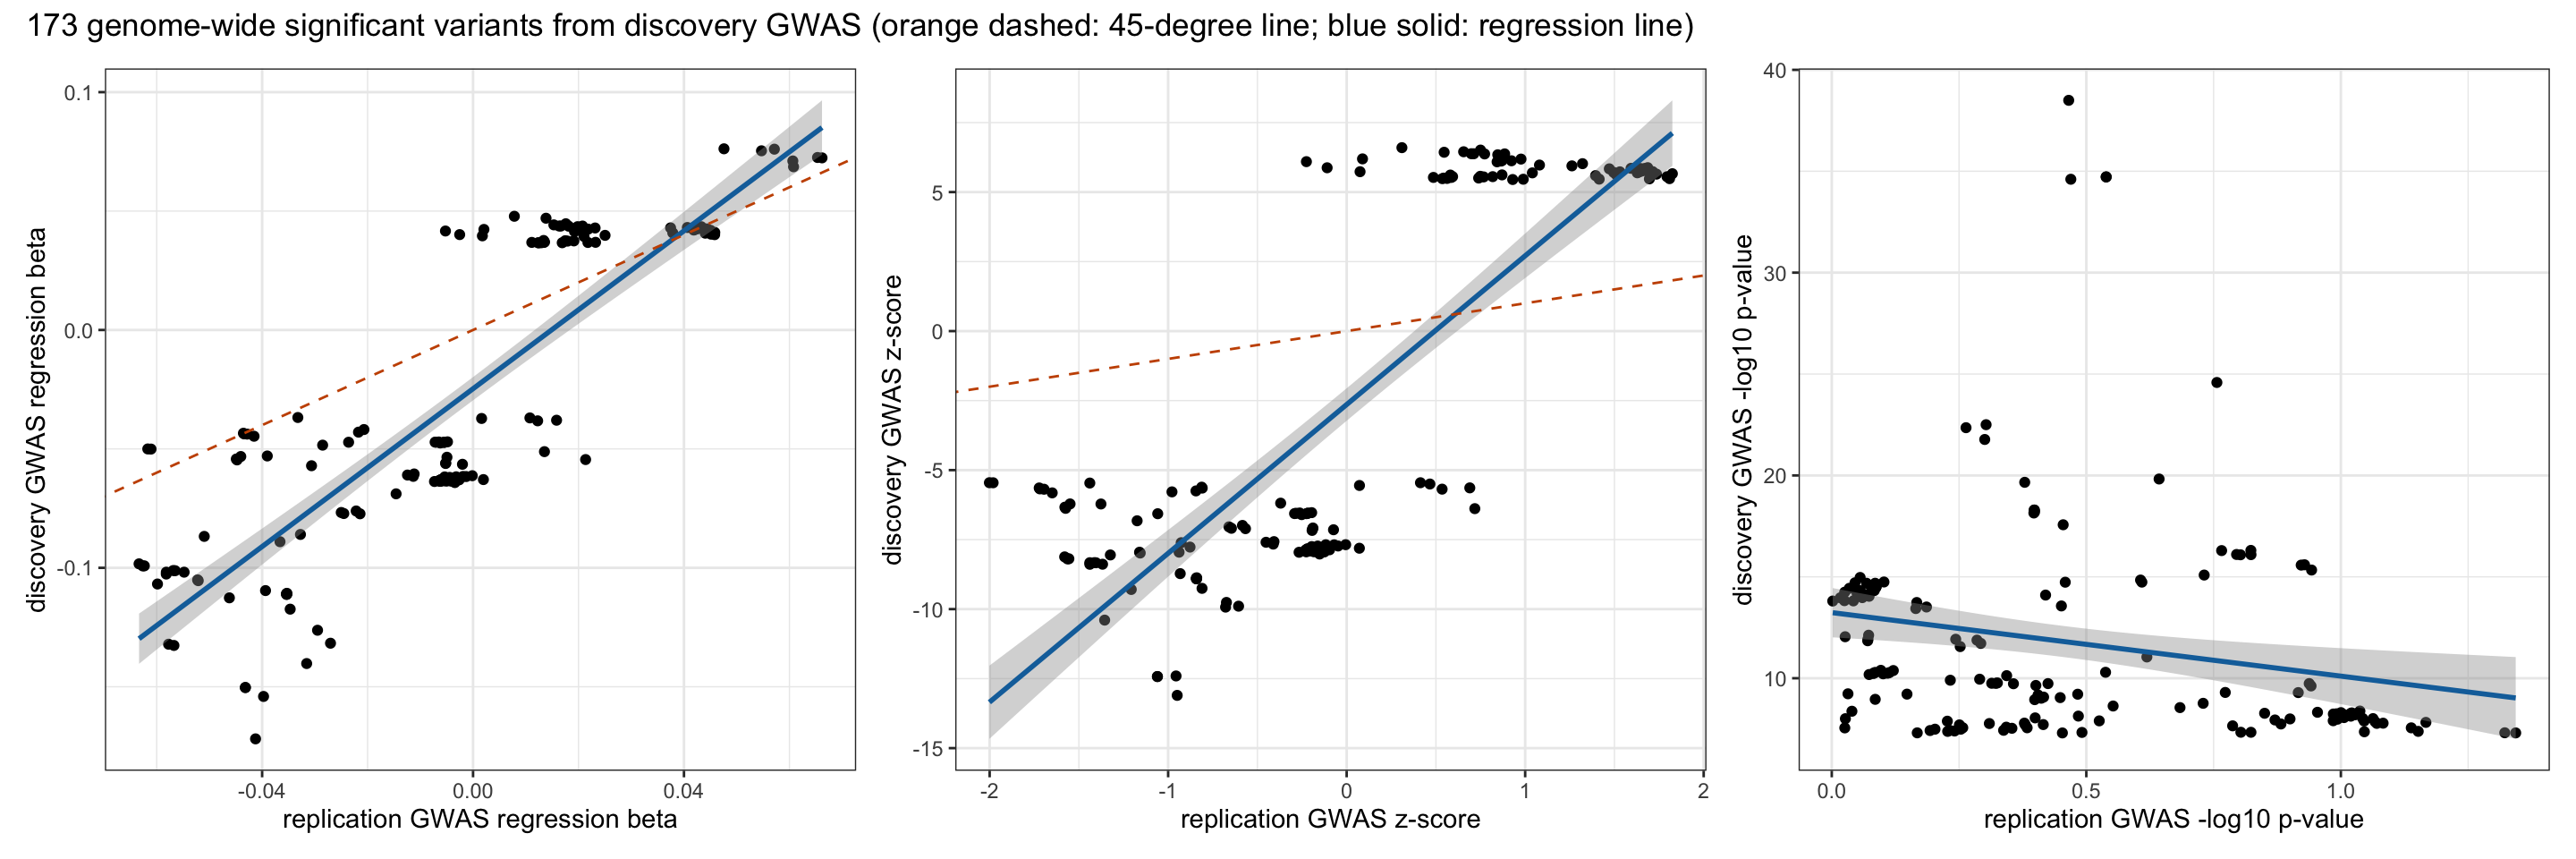 173 genome-wide significant variants from discovery GWAS (orange dashed: 45-degree line; blue solid: regression line)
discovery GWAS regression beta
0.1
0.0
-0.1
-0.04 0.00 0.04
replication GWAS regression beta
discovery GWAS z-score
5
0
-5
-10
-15
-2 -1 0 1 2
replication GWAS z-score
discovery GWAS -log10 p-value
40
30
20
10
0.0 0.5 1.0
replication GWAS -log10 p-value